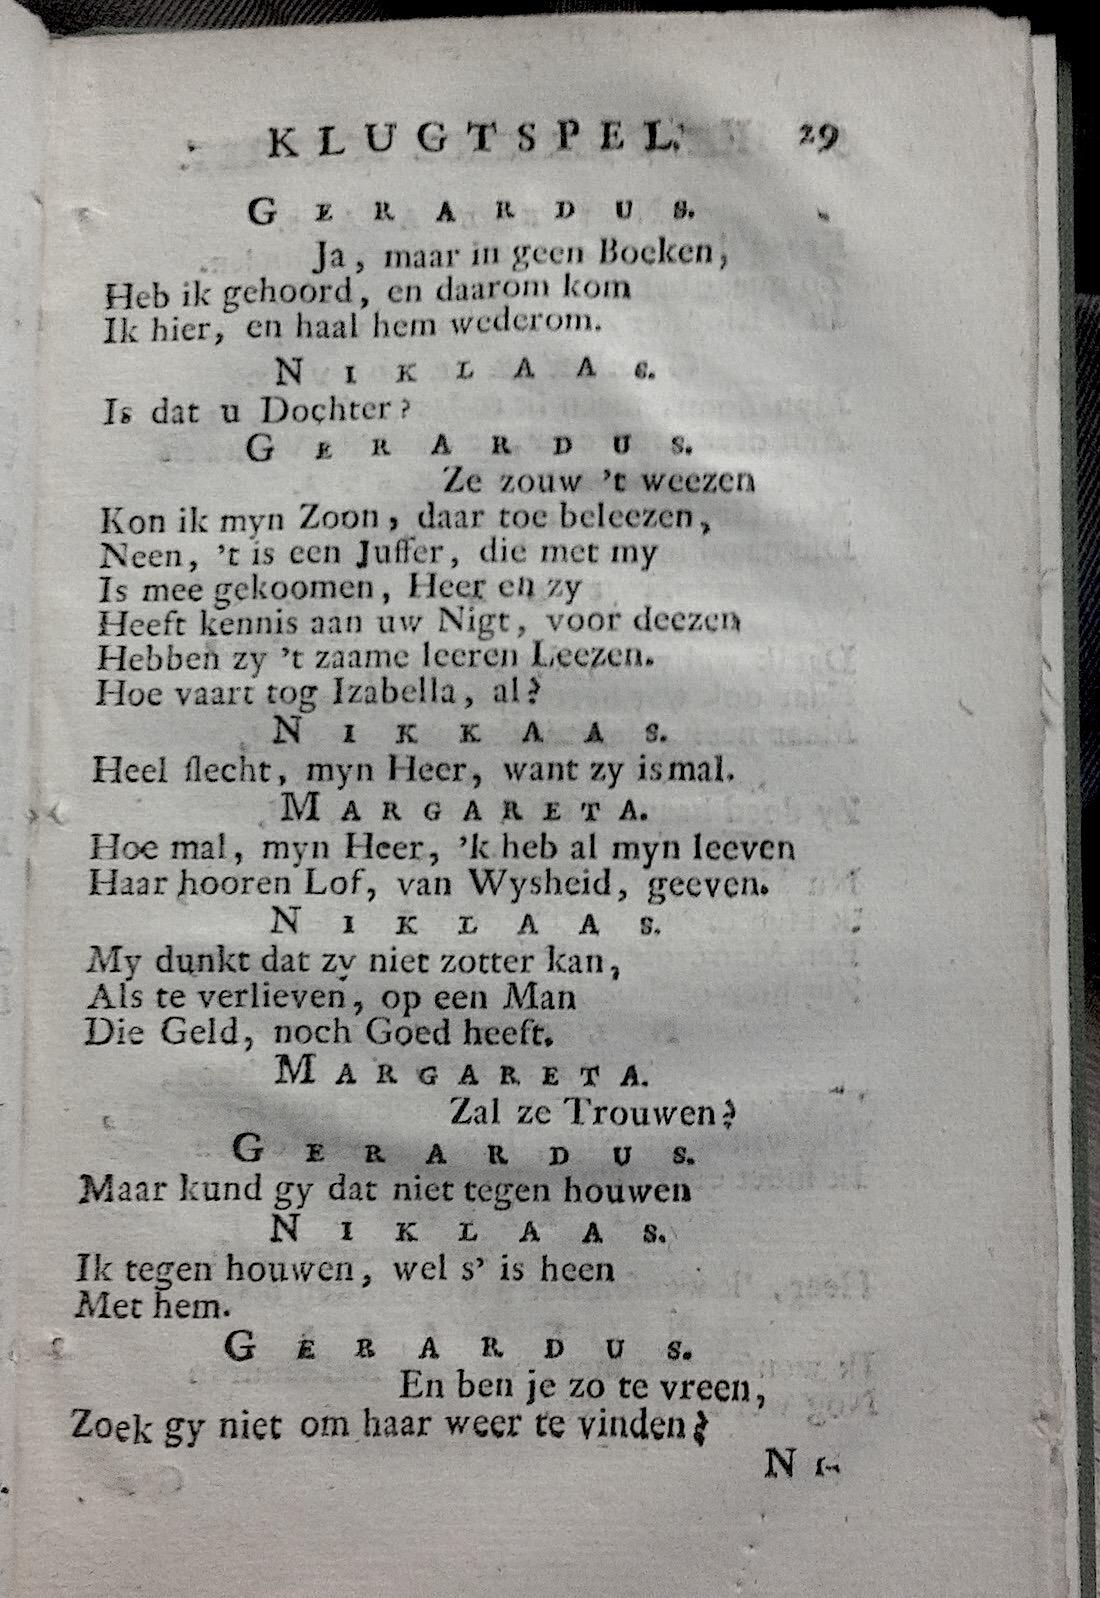 KLUGTSPEL. 29
GERARDUS.
Ja, maar in geen Boeken,
Heb ik gehoord, en daarom kom
Ik hier, en haal hem wederom.
NIKLAAS.
Is dat u Dochter?
GERARDUS.
Ze zouw 't weezen
Kon ik myn Zoon, daar toe beleezen,
Neen, 't is een Juffer, die met my
Is mee gekoomen, Heer en zy
Heeft kennis aan uw Nigt, voor deezen
Hebben zy 't zaame leeren Leezen.
Hoe vaart tog Izabella, al?
NIKKAAS.
Heel slecht, myn Heer, want zy is mal.
MARGARETA.
Hoe mal, myn Heer, 'k heb al myn leeven
Haar hooren Lof, van Wysheid, geeven.
NIKLAAS.
My dunkt dat zy niet zotter kan,
Als te verlieven, op een Man
Die Geld, noch Goed heeft.
MARGARETA.
Zal ze Trouwen?
GERARDUS.
Maar kund gy dat niet tegen houwen
NIKLAAS.
Ik tegen houwen, wel s' is heen
Met hem.
GERARDUS.
En ben je zo te vreen,
Zoek gy niet om haar weer te vinden?
NI-